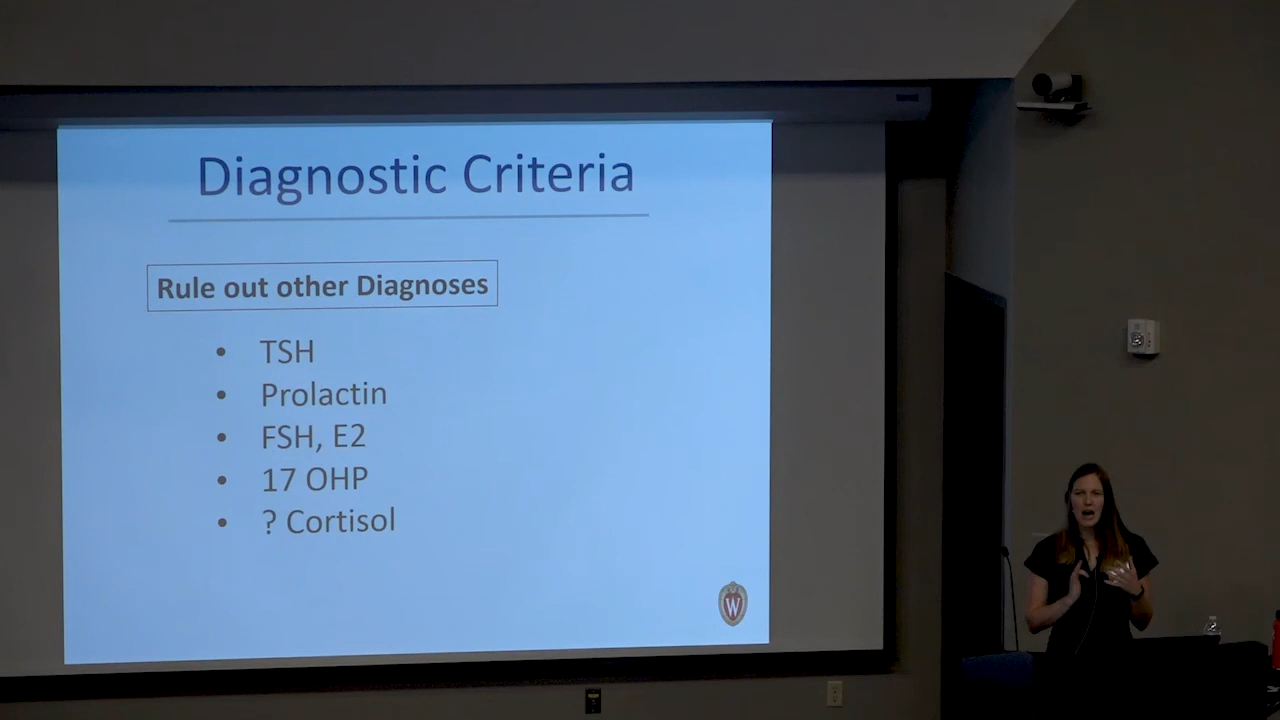 Diagnostic Criteria
Rule out other Diagnoses
• TSH
• Prolactin
• FSH, E2
• 17 OHP
• ? Cortisol
W